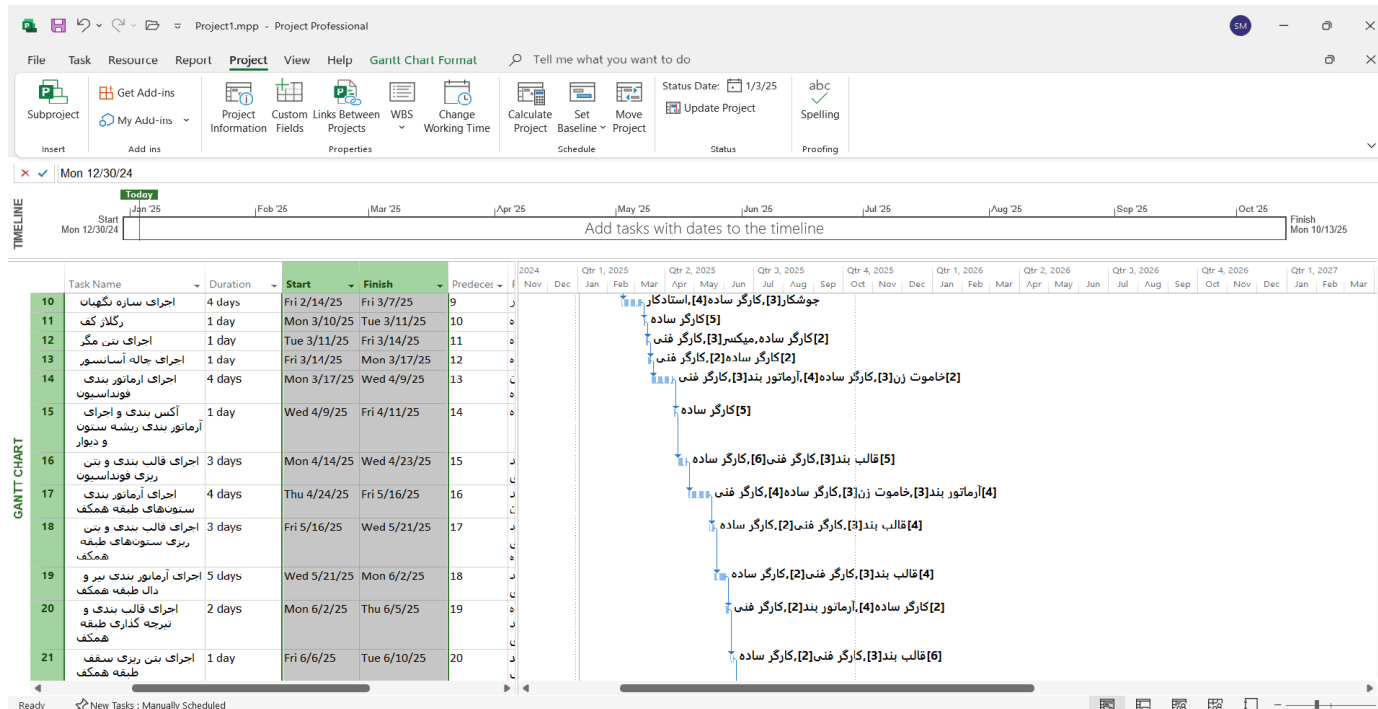 Project1.mpp - Project Professional
SM
File Task Resource Report Project View Help Gantt Chart Format Tell me what you want to do
Subproject
Get Add-ins
My Add-ins
Project Information
Custom Fields
Links Between Projects
WBS
Change Working Time
Calculate Project
Set Baseline
Move Project
Status Date: 1/3/25
Update Project
abc
Spelling
Insert Add ins Properties Schedule Status Proofing
Mon 12/30/24
TIMELINE
Today
Jan '25 Feb '25 Mar '25 Apr '25 May '25 Jun '25 Jul '25 Aug '25 Sep '25 Oct '25
Start
Mon 12/30/24
Add tasks with dates to the timeline
Finish
Mon 10/13/25
GANTT CHART
Task Name Duration Start Finish Predeces
2024 Qtr 1, 2025 Qtr 2, 2025 Qtr 3, 2025 Qtr 4, 2025 Qtr 1, 2026 Qtr 2, 2026 Qtr 3, 2026 Qtr 4, 2026 Qtr 1, 2027
Nov Dec Jan Feb Mar Apr May Jun Jul Aug Sep Oct Nov Dec Jan Feb Mar Apr May Jun Jul Aug Sep Oct Nov Dec Jan Feb Mar
10 اجرای سازه نگهبان 4 days Fri 2/14/25 Fri 3/7/25 9
جوشکار[3],کارگر ساده[4],استادکار
11 رگلاژ کف 1 day Mon 3/10/25 Tue 3/11/25 10
کارگر ساده[5]
12 اجرای بتن مگر 1 day Tue 3/11/25 Fri 3/14/25 11
کارگر ساده,میکسر[3],کارگر فنی[2]
13 اجرای چاله آسانسور 1 day Fri 3/14/25 Mon 3/17/25 12
کارگر ساده[2],کارگر فنی[2]
14 اجرای ارماتور بندی 4 days Mon 3/17/25 Wed 4/9/25 13
فونداسیون
خاموت زن[3],کارگر ساده[4],آرماتور بند[3],کارگر فنی[2]
15 آکس بندی و اجرای 1 day Wed 4/9/25 Fri 4/11/25 14
آرماتور بندی ریشه ستون
و دیوار
کارگر ساده[5]
16 اجرای قالب بندی و بتن 3 days Mon 4/14/25 Wed 4/23/25 15
ریزی فونداسیون
قالب بند[3],کارگر فنی[6],کارگر ساده[5]
17 اجرای آرماتور بندی 4 days Thu 4/24/25 Fri 5/16/25 16
ستون‌های طبقه همکف
آرماتور بند[3],خاموت زن[3],کارگر ساده[4],کارگر فنی[4]
18 اجرای قالب بندی و بتن 3 days Fri 5/16/25 Wed 5/21/25 17
ریزی ستون‌های طبقه
همکف
قالب بند[3],کارگر فنی[2],کارگر ساده[4]
19 اجرای آرماتور بندی تیر و 5 days Wed 5/21/25 Mon 6/2/25 18
دال طبقه همکف
قالب بند[3],کارگر فنی[2],کارگر ساده[4]
20 اجرای قالب بندی و 2 days Mon 6/2/25 Thu 6/5/25 19
تیرچه گذاری طبقه
همکف
کارگر ساده[4],آرماتور بند[2],کارگر فنی[2]
21 اجرای بتن ریزی سقف 1 day Fri 6/6/25 Tue 6/10/25 20
طبقه همکف
قالب بند[3],کارگر فنی[2],کارگر ساده[6]
Ready New Tasks : Manually Scheduled